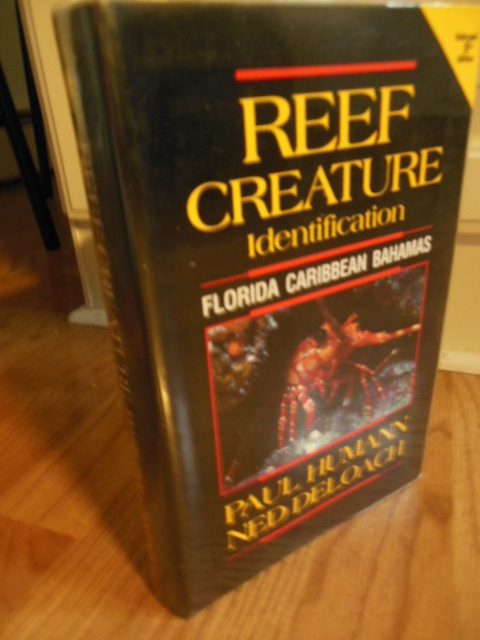 REEF
CREATURE
Identification
FLORIDA CARIBBEAN BAHAMAS
PAUL HUMANN
NED DELOACH